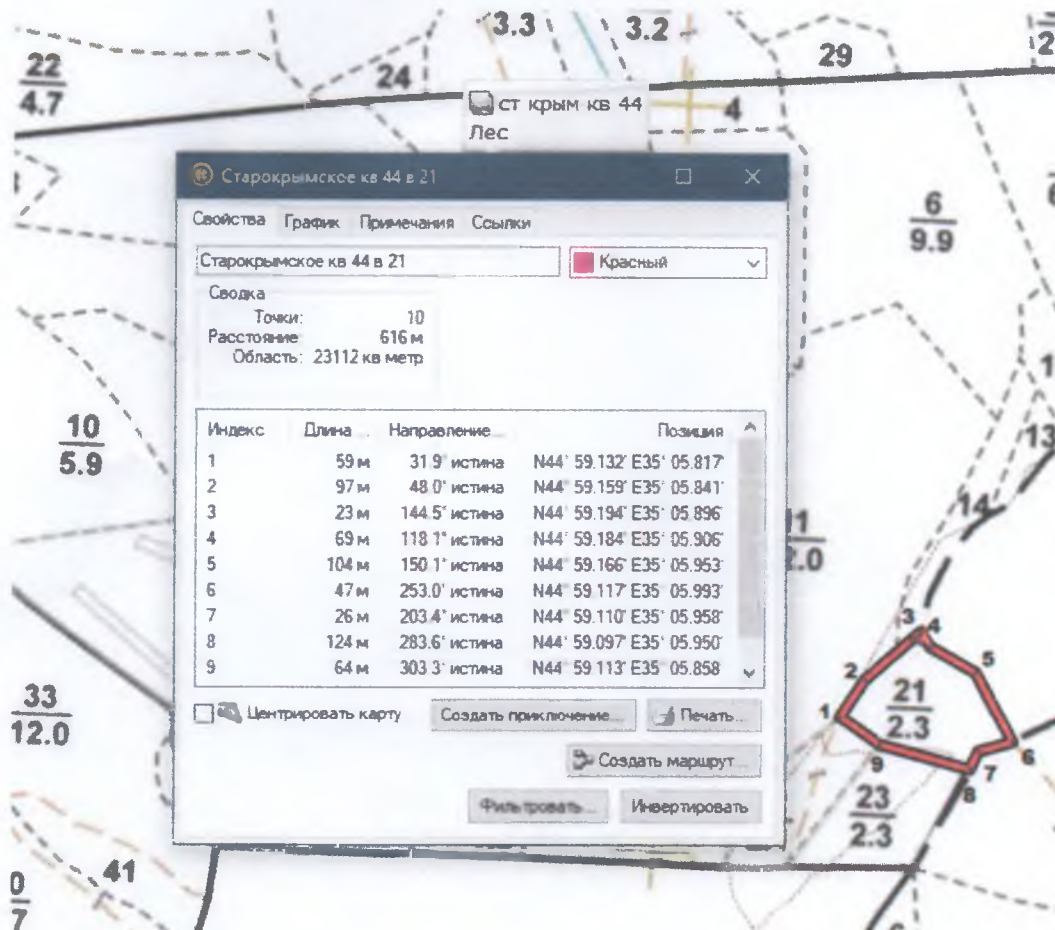 3.3
3.2
29
22
4.7
24
ст крым кв 44
Лес
4
Старокрымское кв 44 в 21
Свойства График Примечания Ссылки
Старокрымское кв 44 в 21
Красный
Сводка
Точки: 10
Расстояние 616 м
Область: 23112 кв метр
6
9.9
10
5.9
13
14
Индекс Длина ... Направление... Позиция
1 59 м 31.9° истина N44° 59.132' E35° 05.817'
2 97 м 48.0° истина N44° 59.159' E35° 05.841'
3 23 м 144.5° истина N44° 59.194' E35° 05.896'
4 69 м 118.1° истина N44° 59.184' E35° 05.906'
5 104 м 150.1° истина N44° 59.166' E35° 05.953'
6 47 м 253.0° истина N44° 59.117' E35° 05.993'
7 26 м 203.4° истина N44° 59.110' E35° 05.958'
8 124 м 283.6° истина N44° 59.097' E35° 05.950'
9 64 м 303.3° истина N44° 59.113' E35° 05.858'
Центрировать карту
Создать приключение...
Печать...
Создать маршрут...
Фильтровать...
Инвертировать
33
12.0
3
4
5
2
21
2.3
1
6
7
9
8
23
2.3
41